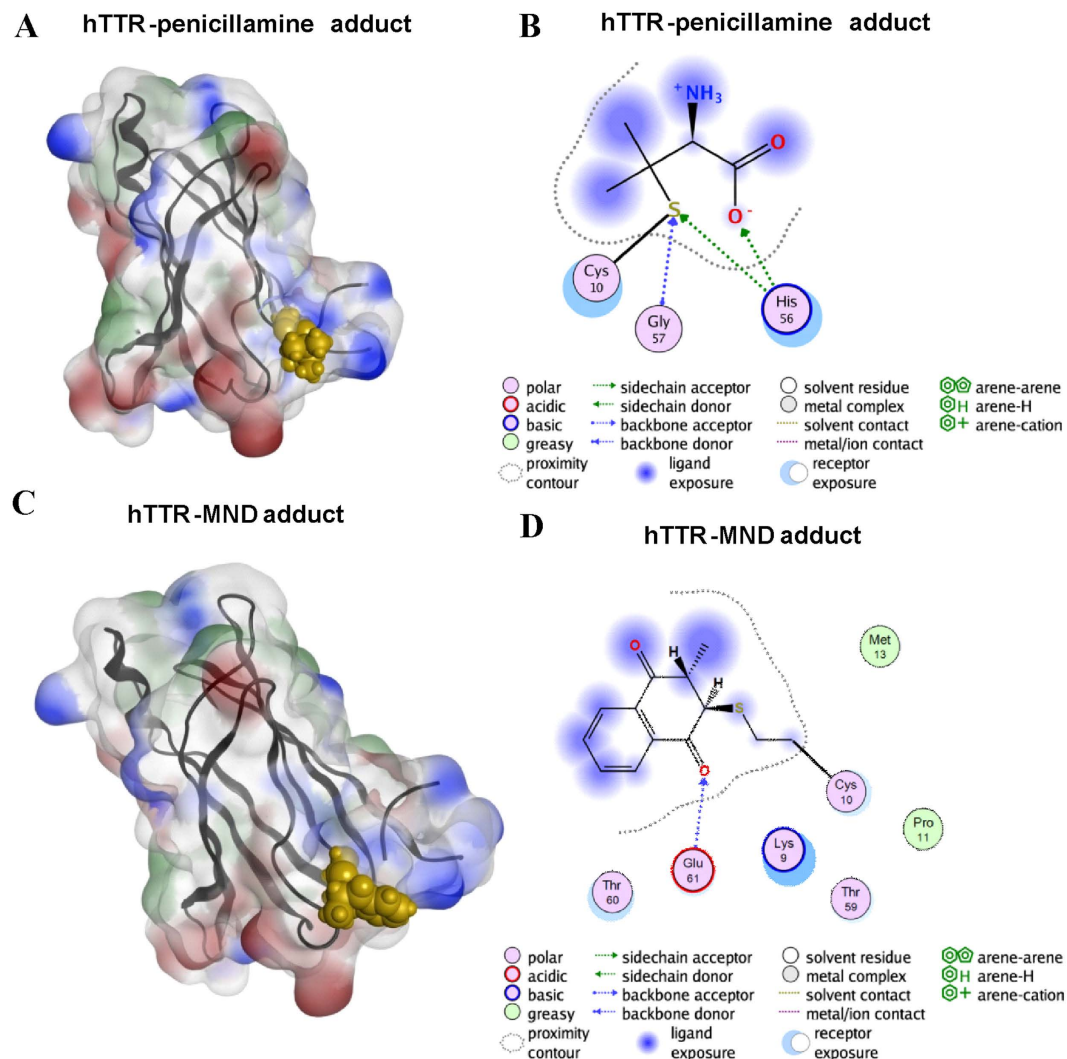 A
hTTR-penicillamine adduct
B
hTTR-penicillamine adduct
+NH3
O
S
O-
Cys
10
Gly
57
His
56
polar sidechain acceptor solvent residue arene-arene
acidic sidechain donor metal complex H arene-H
basic backbone acceptor solvent contact + arene-cation
greasy backbone donor metal/ion contact
proximity contour ligand exposure receptor exposure
C
hTTR-MND adduct
D
hTTR-MND adduct
O
H
H
S
O
Met
13
Cys
10
Pro
11
Lys
9
Glu
61
Thr
60
Thr
59
polar sidechain acceptor solvent residue arene-arene
acidic sidechain donor metal complex H arene-H
basic backbone acceptor solvent contact + arene-cation
greasy backbone donor metal/ion contact
proximity contour ligand exposure receptor exposure